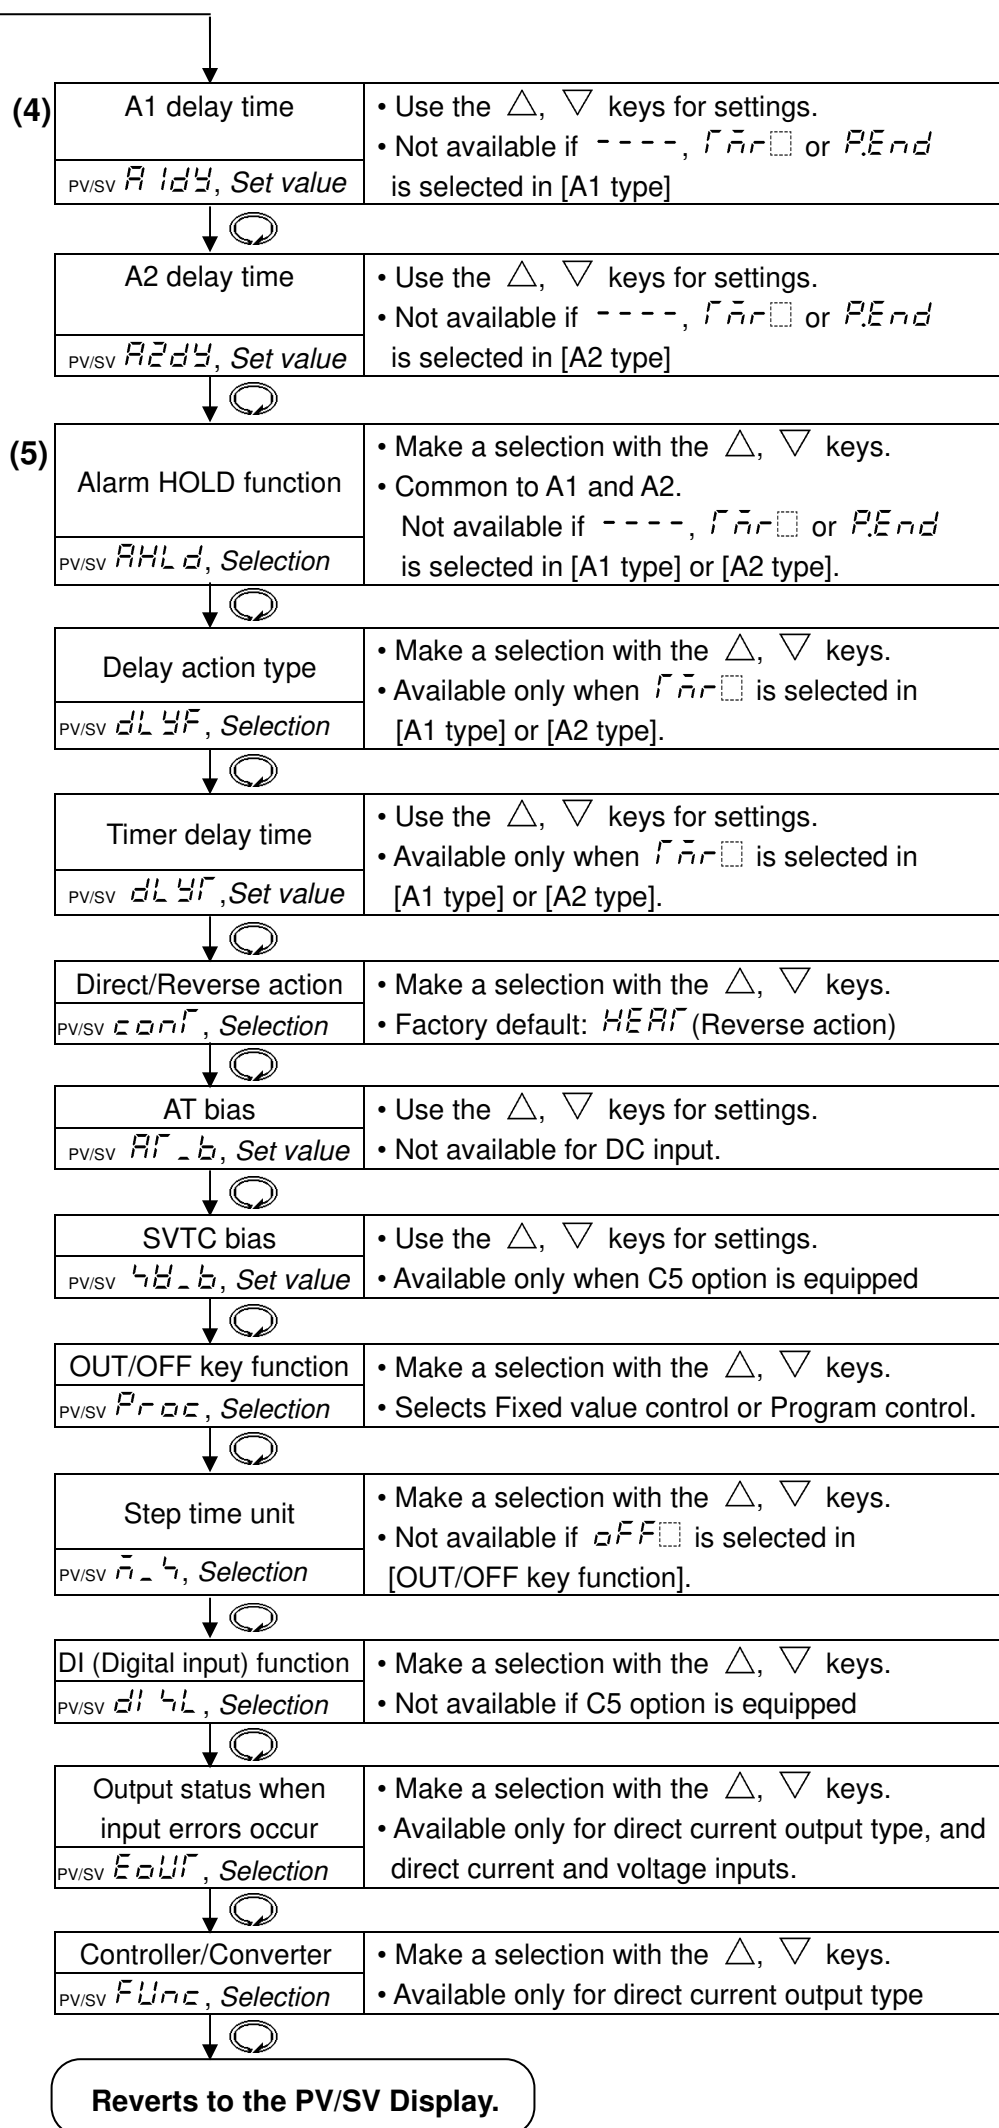 (4)
A1 delay time
PV/SV A1dY, Set value
• Use the △, ▽ keys for settings.
• Not available if ----, Tmr□ or P.End
is selected in [A1 type]
A2 delay time
PV/SV A2dY, Set value
• Use the △, ▽ keys for settings.
• Not available if ----, Tmr□ or P.End
is selected in [A2 type]
(5)
Alarm HOLD function
PV/SV AHLd, Selection
• Make a selection with the △, ▽ keys.
• Common to A1 and A2.
Not available if ----, Tmr□ or P.End
is selected in [A1 type] or [A2 type].
Delay action type
PV/SV dLYF, Selection
• Make a selection with the △, ▽ keys.
• Available only when Tmr□ is selected in
[A1 type] or [A2 type].
Timer delay time
PV/SV dLYT,Set value
• Use the △, ▽ keys for settings.
• Available only when Tmr□ is selected in
[A1 type] or [A2 type].
Direct/Reverse action
PV/SV conT, Selection
• Make a selection with the △, ▽ keys.
• Factory default: HEAT (Reverse action)
AT bias
PV/SV AT_b, Set value
• Use the △, ▽ keys for settings.
• Not available for DC input.
SVTC bias
PV/SV SB_b, Set value
• Use the △, ▽ keys for settings.
• Available only when C5 option is equipped
OUT/OFF key function
PV/SV Proc, Selection
• Make a selection with the △, ▽ keys.
• Selects Fixed value control or Program control.
Step time unit
PV/SV m_S, Selection
• Make a selection with the △, ▽ keys.
• Not available if oFF□ is selected in
[OUT/OFF key function].
DI (Digital input) function
PV/SV dISL, Selection
• Make a selection with the △, ▽ keys.
• Not available if C5 option is equipped
Output status when
input errors occur
PV/SV EoUT, Selection
• Make a selection with the △, ▽ keys.
• Available only for direct current output type, and
direct current and voltage inputs.
Controller/Converter
PV/SV FUnc, Selection
• Make a selection with the △, ▽ keys.
• Available only for direct current output type
Reverts to the PV/SV Display.